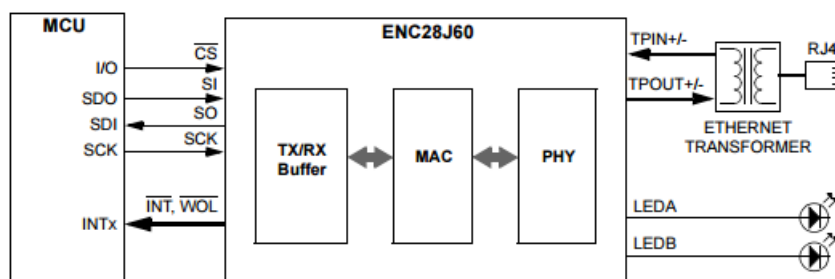 MCU
ENC28J60
I/O
SDO
SDI
SCK
INTx
CS
SI
SO
SCK
INT, WOL
TX/RX
Buffer
MAC
PHY
TPIN+/-
TPOUT+/-
RJ4
ETHERNET
TRANSFORMER
LEDA
LEDB